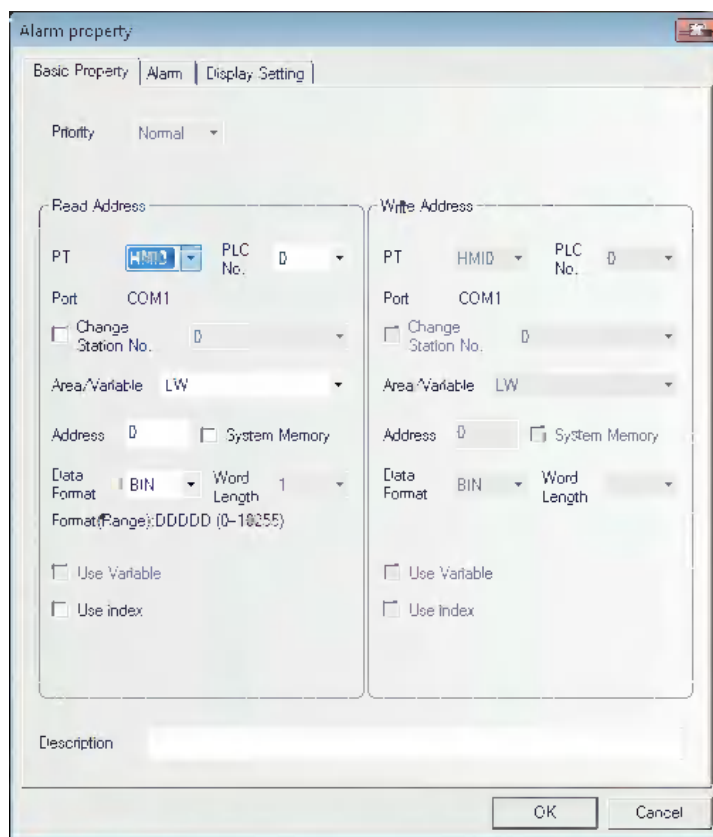 Alarm property
Basic Property Alarm Display Setting
Priority Normal
Read Address
PT HMI0 PLC No. 0
Port COM1
Change Station No. 0
Area/Variable LW
Address 0 System Memory
Data Format BIN Word Length 1
Format(Range):DDDDD (0-10255)
Use Variable
Use index
Write Address
PT HMI0 PLC No. 0
Port COM1
Change Station No. 0
Area/Variable LW
Address 0 System Memory
Data Format BIN Word Length
Use Variable
Use Index
Description
OK Cancel